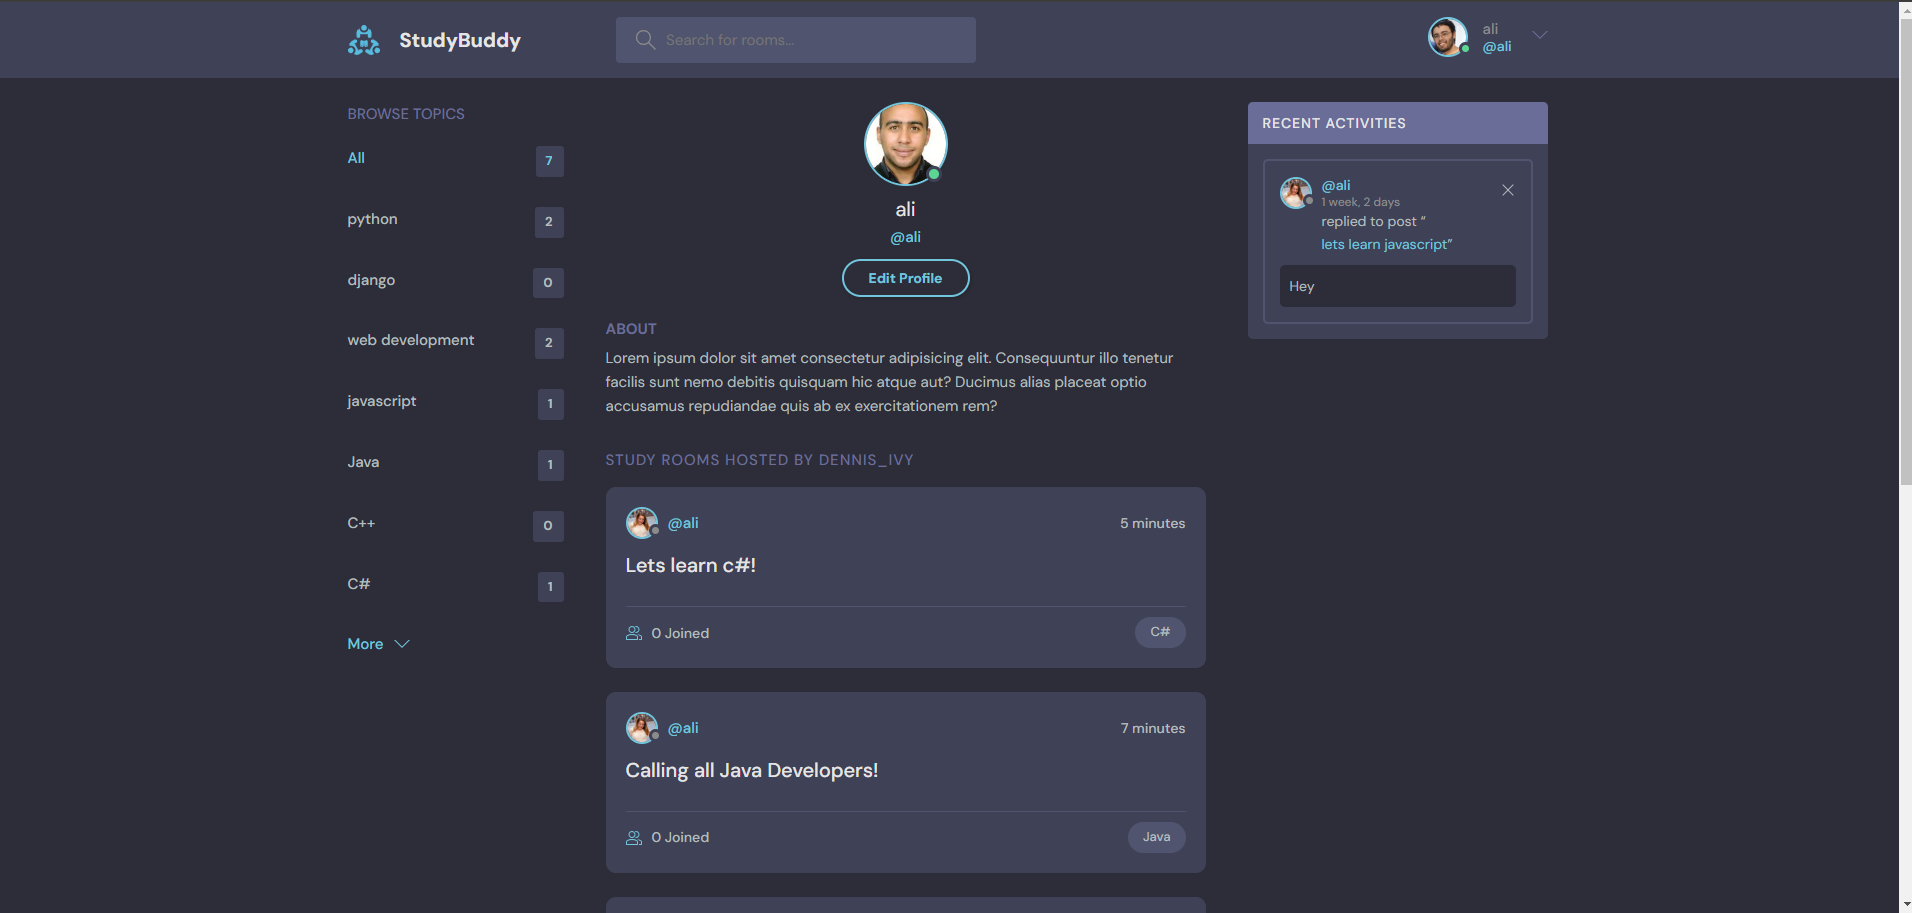 StudyBuddy
Search for rooms...
ali
@ali
BROWSE TOPICS
All 7
python 2
django 0
web development 2
javascript 1
Java 1
C++ 0
C# 1
More
ali
@ali
Edit Profile
ABOUT
Lorem ipsum dolor sit amet consectetur adipisicing elit. Consequuntur illo tenetur
facilis sunt nemo debitis quisquam hic atque aut? Ducimus alias placeat optio
accusamus repudiandae quis ab ex exercitationem rem?
STUDY ROOMS HOSTED BY DENNIS_IVY
@ali 5 minutes
Lets learn c#!
0 Joined C#
@ali 7 minutes
Calling all Java Developers!
0 Joined Java
RECENT ACTIVITIES
@ali
1 week, 2 days
replied to post “
lets learn javascript”
Hey